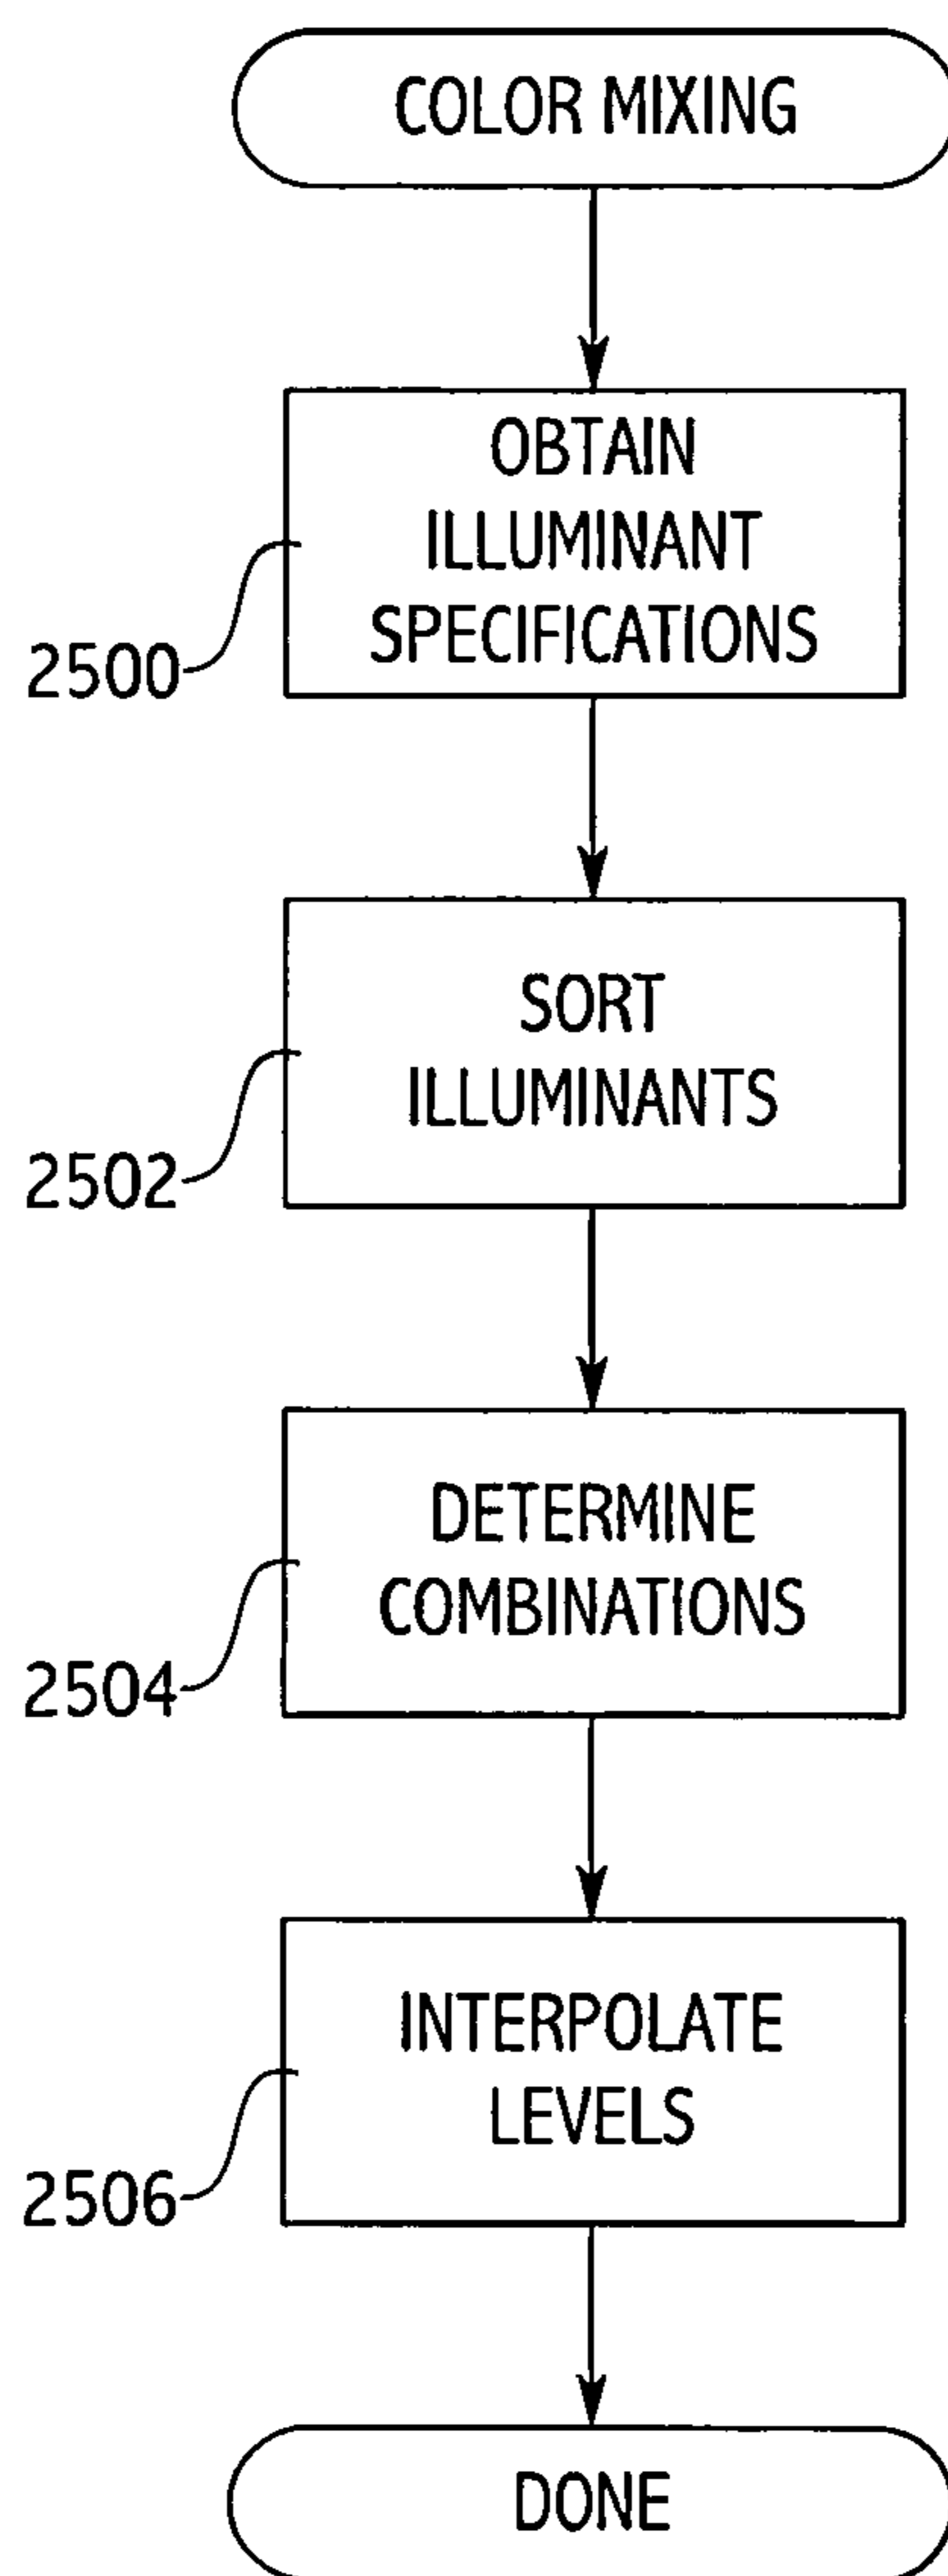 COLOR MIXING
OBTAIN
ILLUMINANT
SPECIFICATIONS
2500
SORT
ILLUMINANTS
2502
DETERMINE
COMBINATIONS
2504
INTERPOLATE
LEVELS
2506
DONE